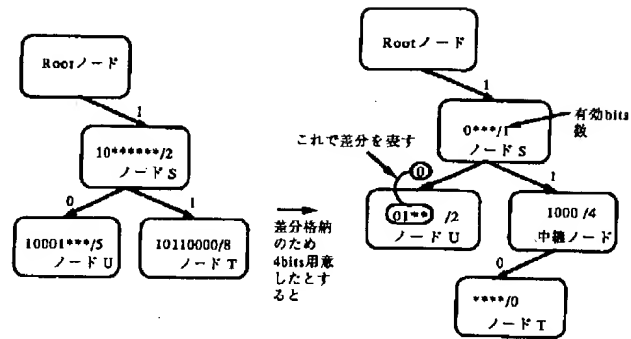 Rootノード
1
10******/2
ノードS
0
1
10001***/5
ノードU
10110000/8
ノードT
差分格納
のため
4bits用意
したとす
ると
Rootノード
1
有効bits
数
0***/1
ノードS
これで差分を表す
0
1
01** /2
ノードU
1000 /4
中継ノード
0
****/0
ノードT